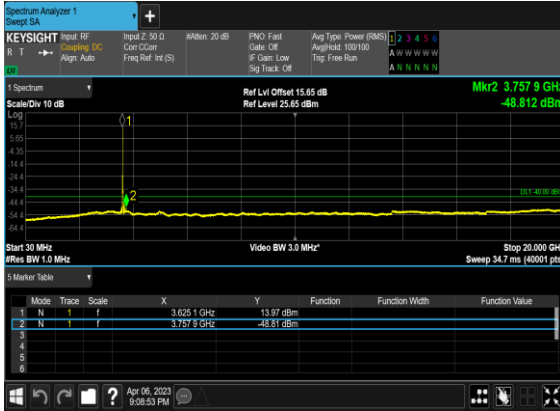 Spectrum Analyzer 1
Swept SA
+
KEYSIGHT Input: RF Input Z: 50 Ω #Atten: 20 dB PNO: Fast Avg Type: Power (RMS) 1 2 3 4 5 6
R T Coupling: DC Corr CCorr Gate: Off Avg|Hold: 100/100 A W W W W W
Align: Auto Freq Ref: Int (S) IF Gain: Low Trig: Free Run
Sig Track: Off A N N N N N
1 Spectrum Ref Lvl Offset 15.65 dB Mkr2 3.757 9 GHz
Scale/Div 10 dB Ref Level 25.65 dBm -48.812 dBm
Log
15.7
5.65
-4.35
-14.4
-24.4
-34.4
-44.4
-54.4
-64.4
1
2
DL1 -40.00 dBm
Start 30 MHz Video BW 3.0 MHz* Stop 20.000 GHz
#Res BW 1.0 MHz Sweep 34.7 ms (40001 pts)
5 Marker Table
Mode Trace Scale X Y Function Function Width Function Value
1 N 1 f 3.625 1 GHz 13.97 dBm
2 N 1 f 3.757 9 GHz -48.81 dBm
3
4
5
6
? Apr 06, 2023
9:08:53 PM